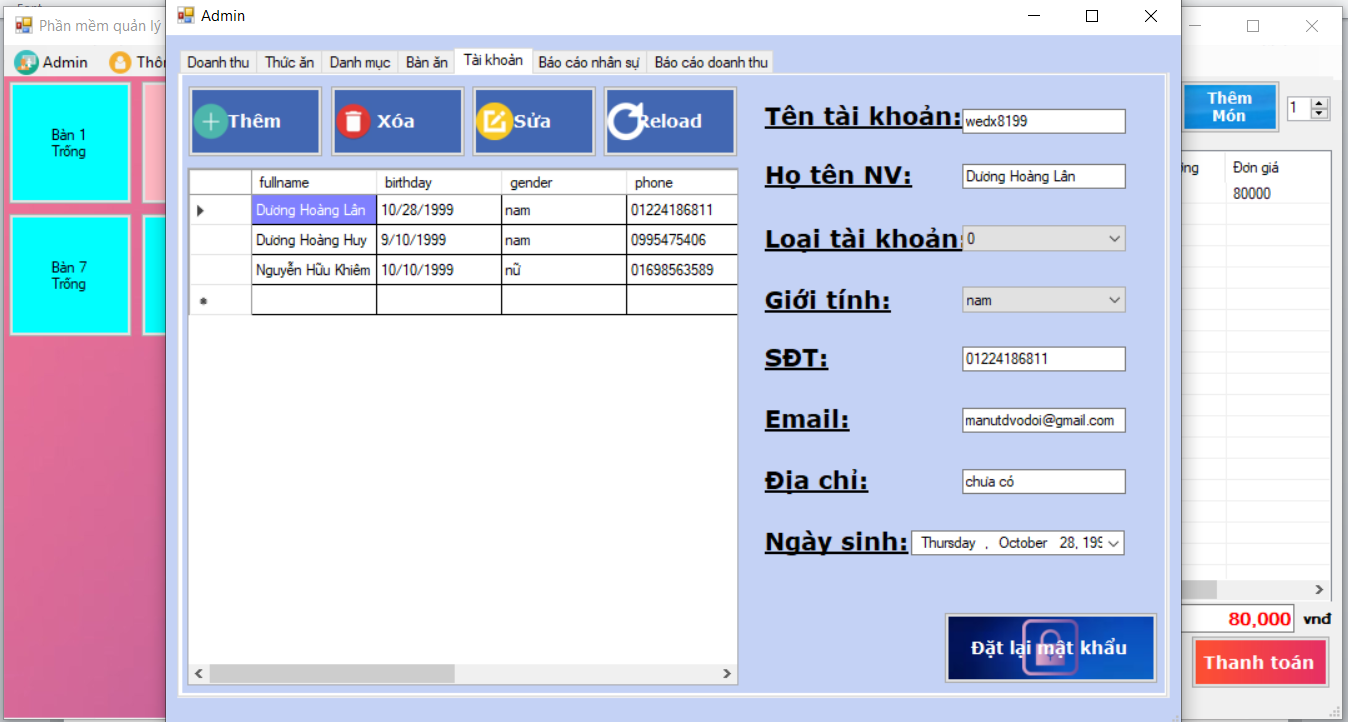 Phần mềm quản lý
Admin
Admin
Bàn 1
Trống
Bàn 7
Trống
Admin
Doanh thu
Thức ăn
Danh mục
Bàn ăn
Tài khoản
Báo cáo nhân sự
Báo cáo doanh thu
Thêm
Xóa
Sửa
Reload
fullname birthday gender phone
Dương Hoàng Lân 10/28/1999 nam 01224186811
Dương Hoàng Huy 9/10/1999 nam 0995475406
Nguyễn Hữu Khiêm 10/10/1999 nữ 01698563589
Tên tài khoản: wedx8199
Họ tên NV: Dương Hoàng Lân
Loại tài khoản: 0
Giới tính: nam
SĐT: 01224186811
Email: manutdvodoi@gmail.com
Địa chỉ: chưa có
Ngày sinh: Thursday , October 28, 199
Đặt lại mật khẩu
Thêm
Món
1
Đơn giá
80000
80,000 vnđ
Thanh toán